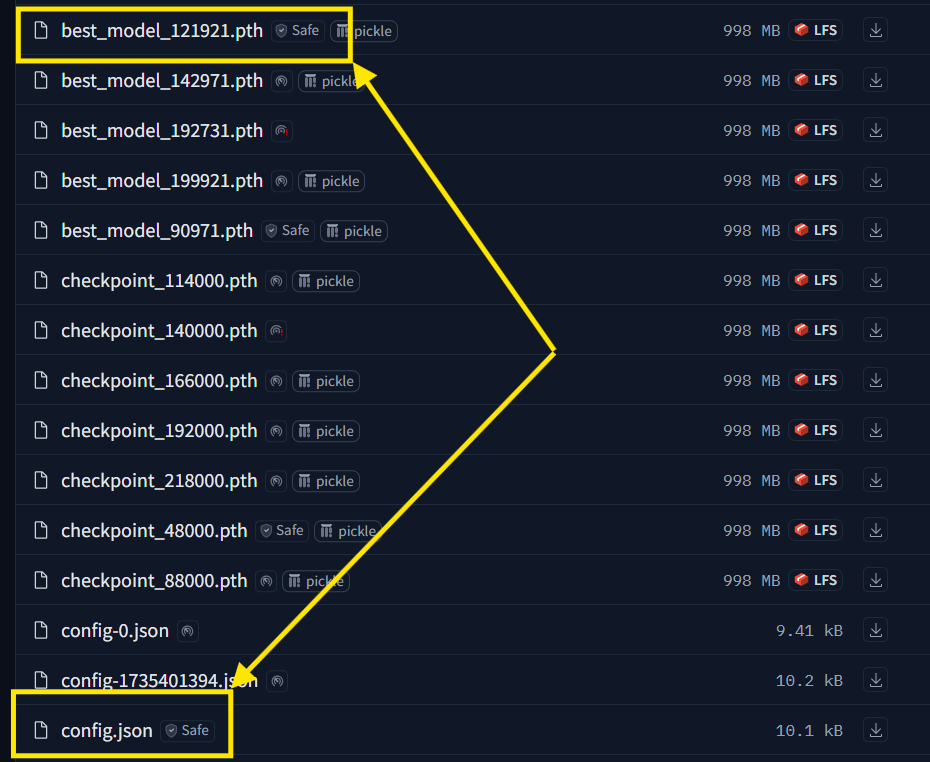 best_model_121921.pth Safe pickle 998 MB LFS
best_model_142971.pth pickle 998 MB LFS
best_model_192731.pth 998 MB LFS
best_model_199921.pth pickle 998 MB LFS
best_model_90971.pth Safe pickle 998 MB LFS
checkpoint_114000.pth pickle 998 MB LFS
checkpoint_140000.pth 998 MB LFS
checkpoint_166000.pth pickle 998 MB LFS
checkpoint_192000.pth pickle 998 MB LFS
checkpoint_218000.pth pickle 998 MB LFS
checkpoint_48000.pth Safe pickle 998 MB LFS
checkpoint_88000.pth pickle 998 MB LFS
config-0.json 9.41 kB
config-1735401394.json 10.2 kB
config.json Safe 10.1 kB